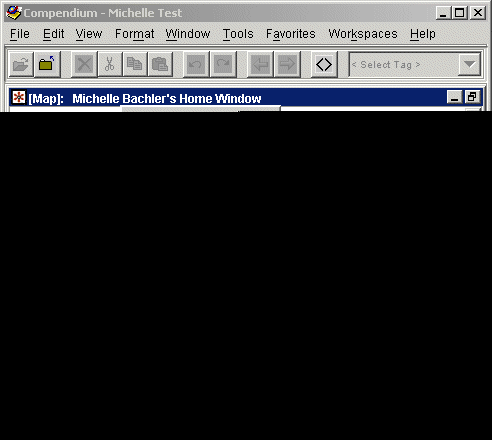 Compendium - Michelle Test
File Edit View Format Window Tools Favorites Workspaces Help
< Select Tag >
[Map]: Michelle Bachler's Home Window